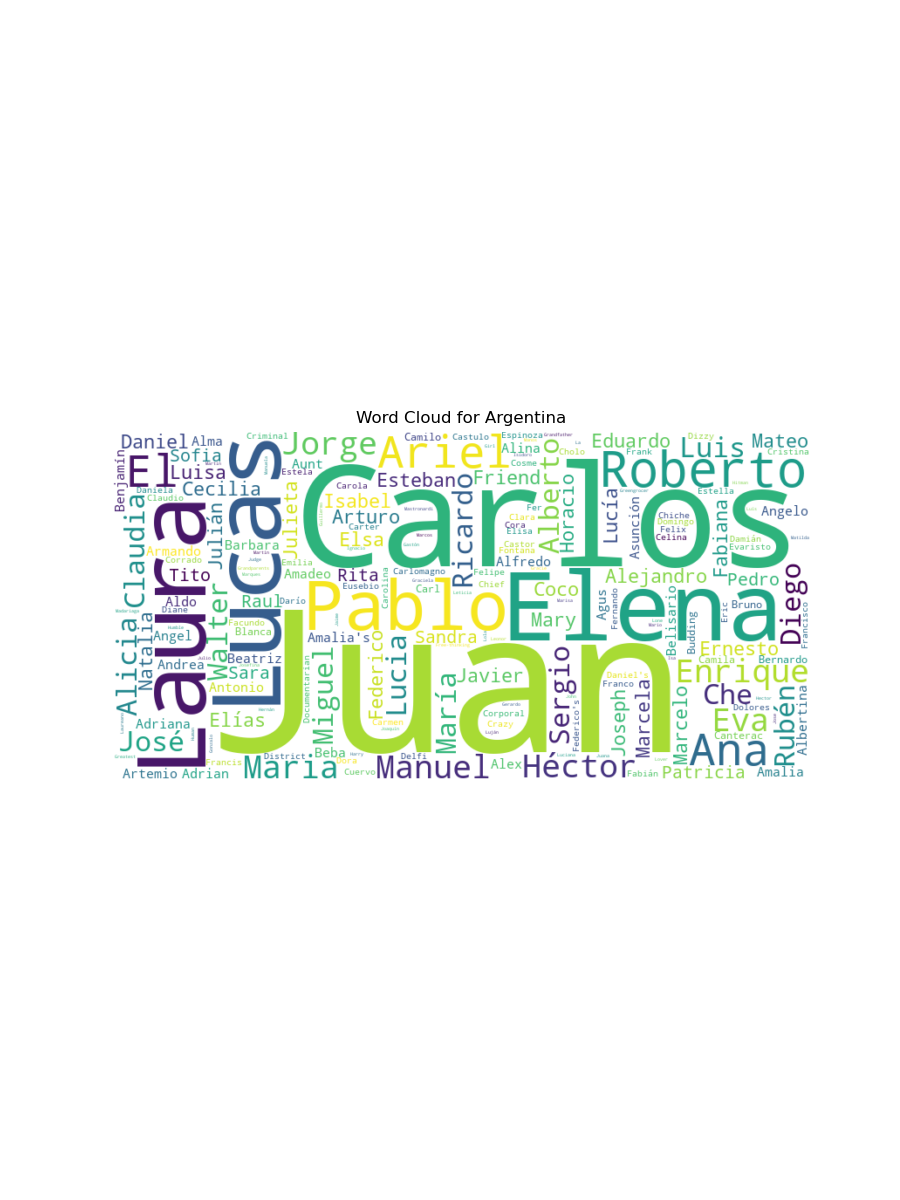 Word Cloud for Argentina
Daniel
Alma
Criminal
Jorge
Ariel
Camilo
Castulo
Espinoza
Grandfather
Alina
Cosme
Cholo
Eduardo
Frank
Dizzy
Luis
Mateo
Cristina
Sofia
Aunt
Estela
El
Luisa
Daniela
Claudio
Cecilia
Benjamín
Lucas
Carlos
Esteban
Friend
Alberto
Roberto
Carola
Isabel
Arturo
Carter
Elsa
Ricardo
Fer
Clara
Cora
Elisa
Castor
Fontana
Alfredo
Horacio
Lucía
Asunción
Chiche
Domingo
Felix
Celina
Estella
Fabiana
Damián
Evaristo
Angelo
Claudia
Julián
Julieta
Armando
Corrado
Barbara
Emilia
Amadeo
Rita
Eusebio
Carolina
Carlomagno
Carl
Felipe
Chief
Tito
Aldo
Diane
Raul
Darío
Laura
Walter
Pablo
Elena
Coco
Mary
Agus
Fernando
Alejandro
Pedro
Bruno
Eric
Budding
Belisario
Diego
Francisco
Alicia
Natalia
Angel
Andrea
Facundo
Blanca
Beatriz
Sara
Antonio
Amalia's
Juan
Federico
Lucia
Sandra
Javier
María
Miguel
Documentarian
Carmen
Corporal
Crazy
Sergio
Federico's
Daniel's
Franco
Joseph
Marcela
Marcelo
Ernesto
Camila
Bernardo
Enrique
Che
Dolores
Eva
Canterac
Rubén
Albertina
Elías
Adriana
José
Artemio
Adrian
Francis
District
Maria
Beba
Dora
Cuervo
Manuel
Delfi
Alex
Héctor
Fabián
Patricia
Ana
Amalia